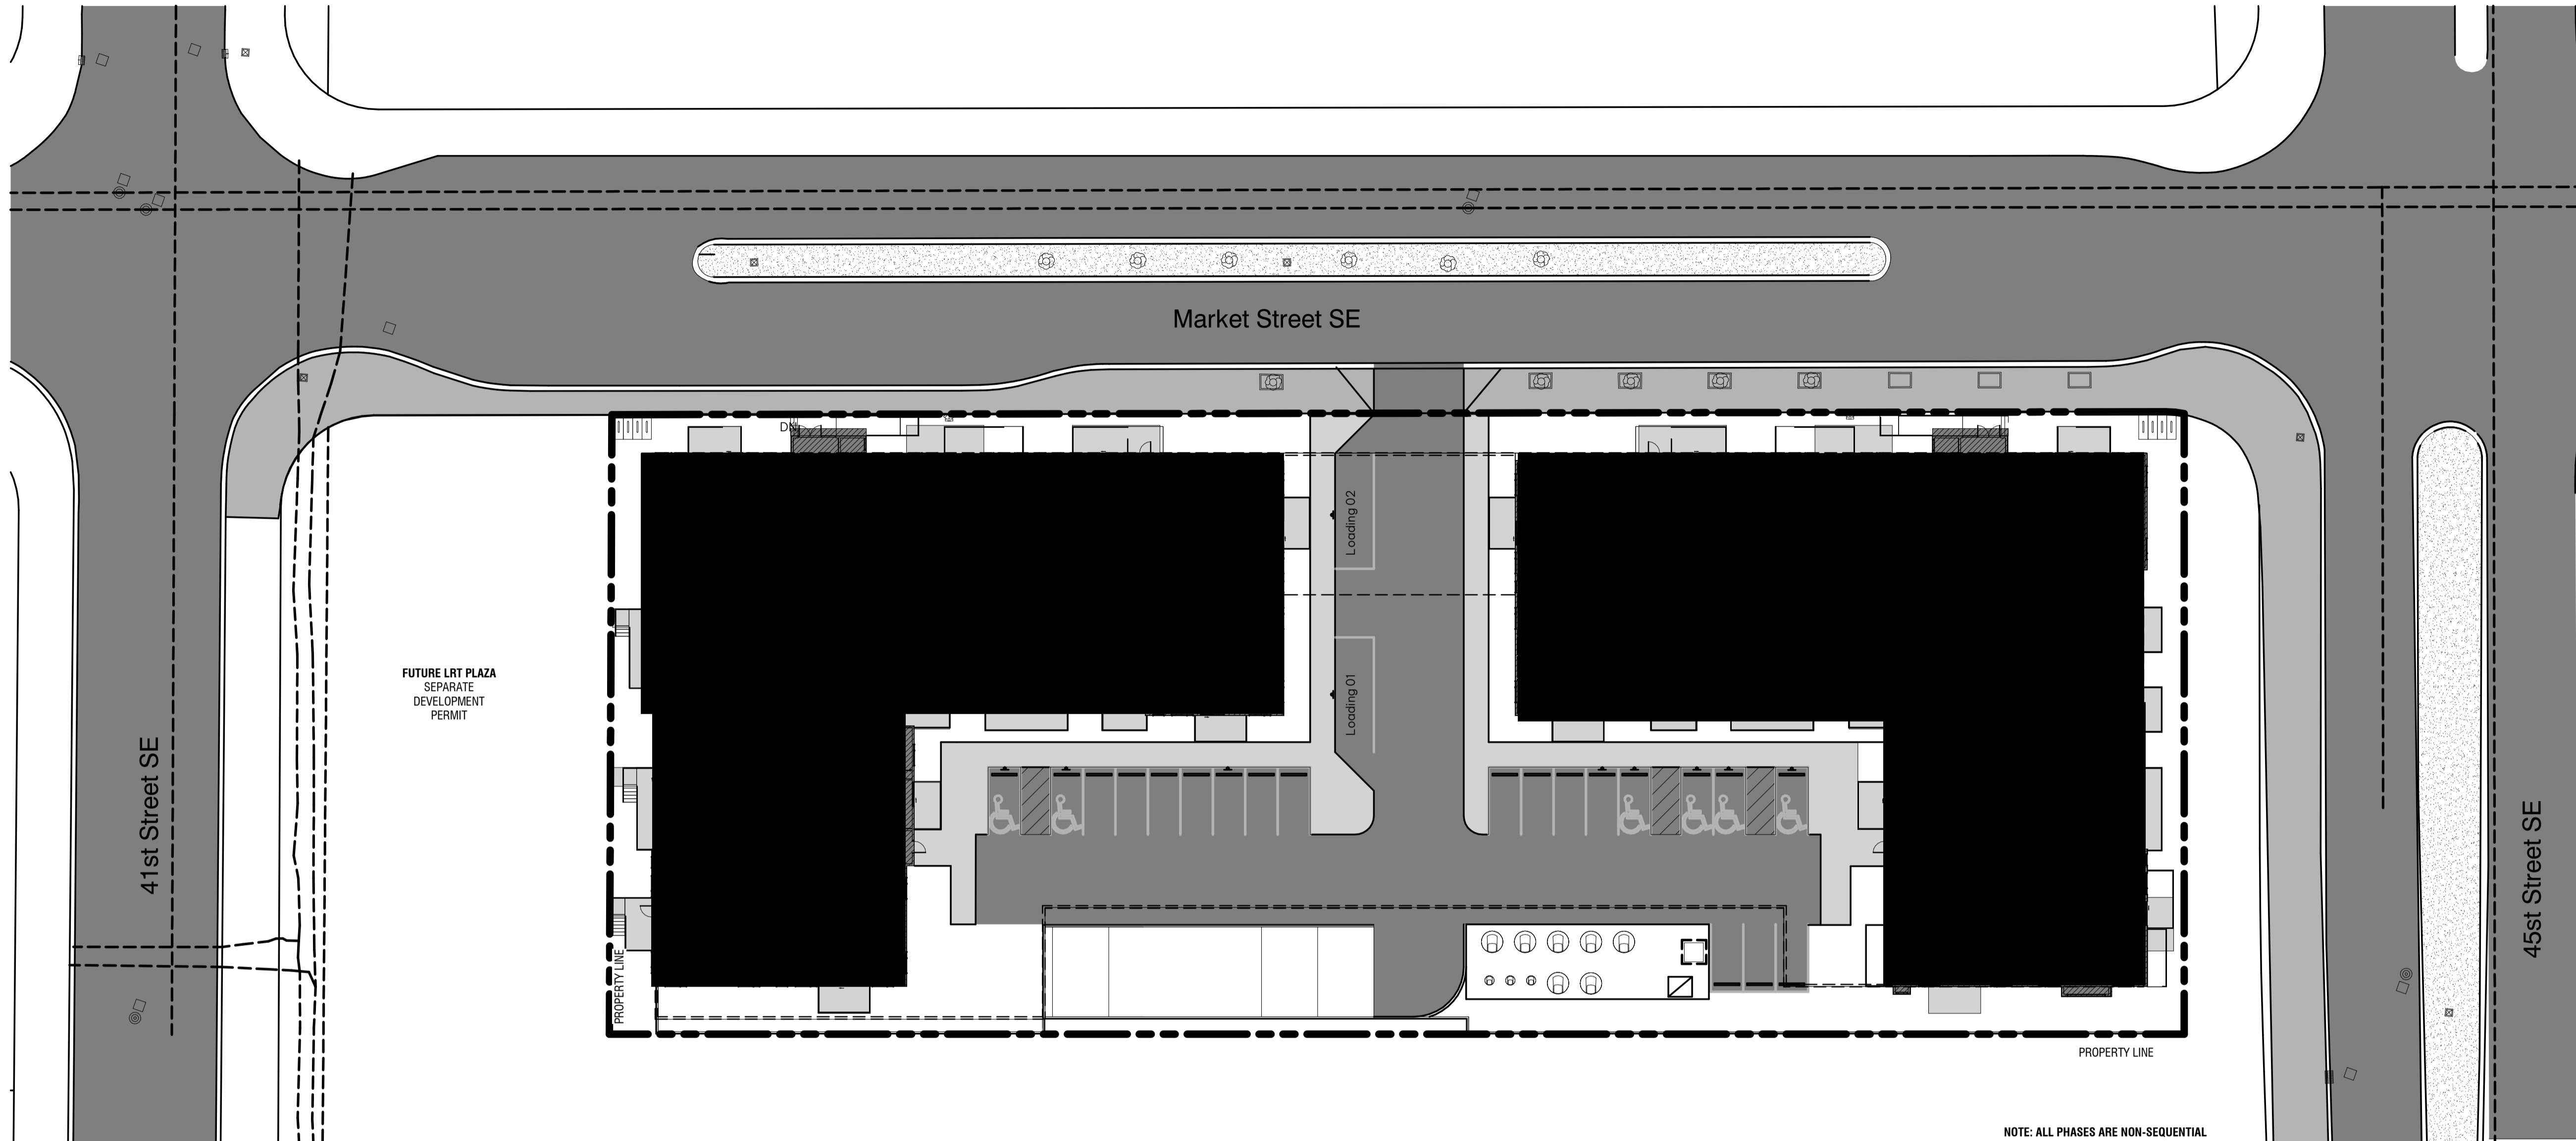 Market Street SE
DN
Loading 02
Loading 01
FUTURE LRT PLAZA
SEPARATE
DEVELOPMENT
PERMIT
41st Street SE
45st Street SE
PROPERTY LINE
PROPERTY LINE
NOTE: ALL PHASES ARE NON-SEQUENTIAL